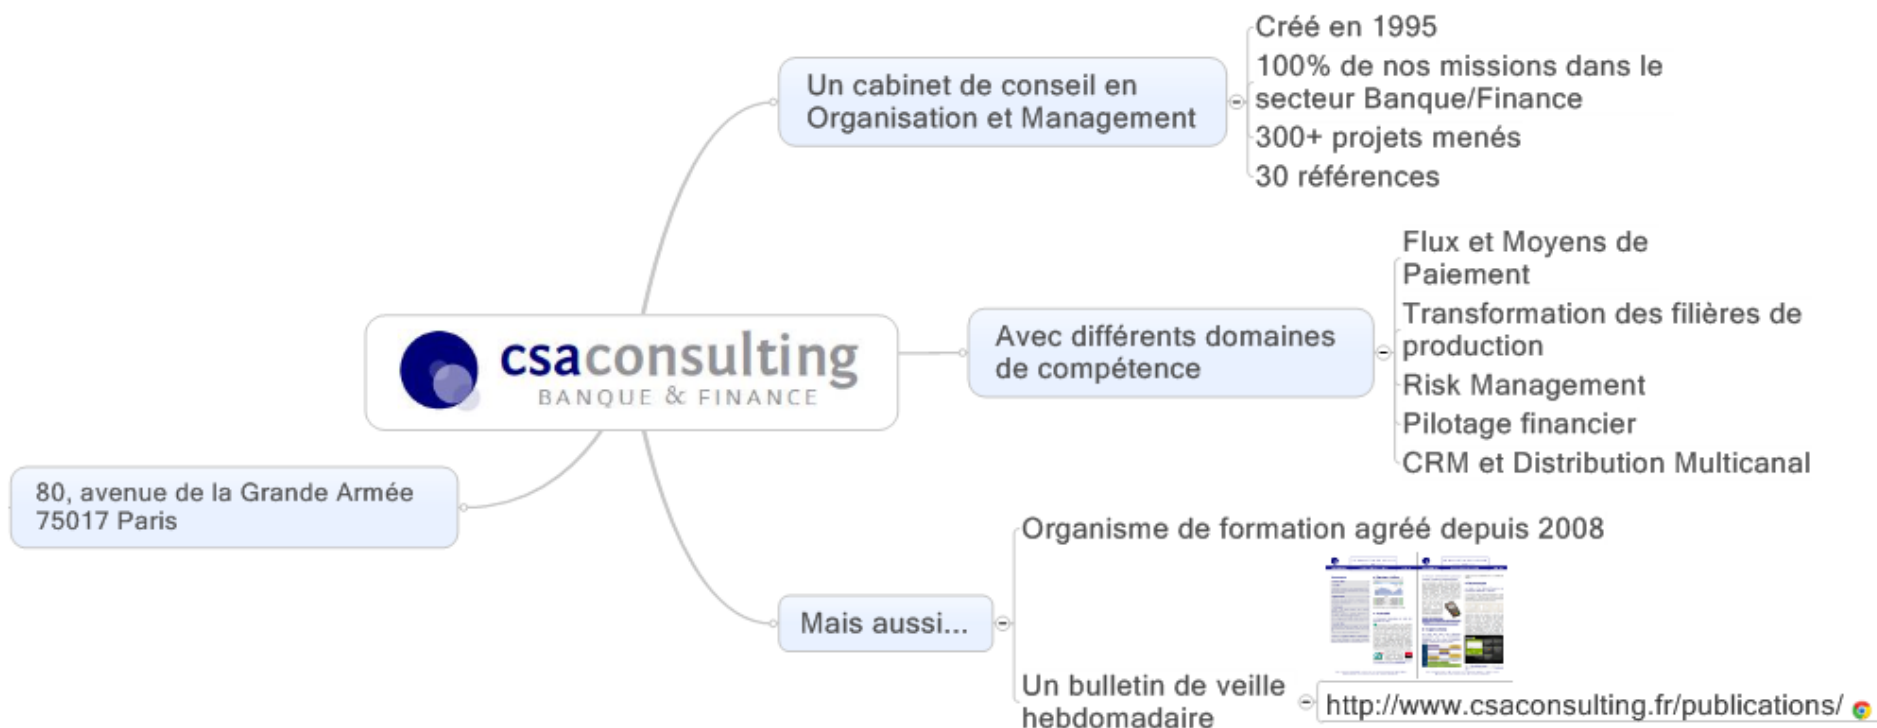 Créé en 1995
100% de nos missions dans le
secteur Banque/Finance
300+ projets menés
30 références
Un cabinet de conseil en
Organisation et Management
Flux et Moyens de
Paiement
Transformation des filières de
production
Risk Management
Pilotage financier
CRM et Distribution Multicanal
Avec différents domaines
de compétence
csaconsulting
BANQUE & FINANCE
80, avenue de la Grande Armée
75017 Paris
Mais aussi...
Organisme de formation agréé depuis 2008
Un bulletin de veille
hebdomadaire
http://www.csaconsulting.fr/publications/